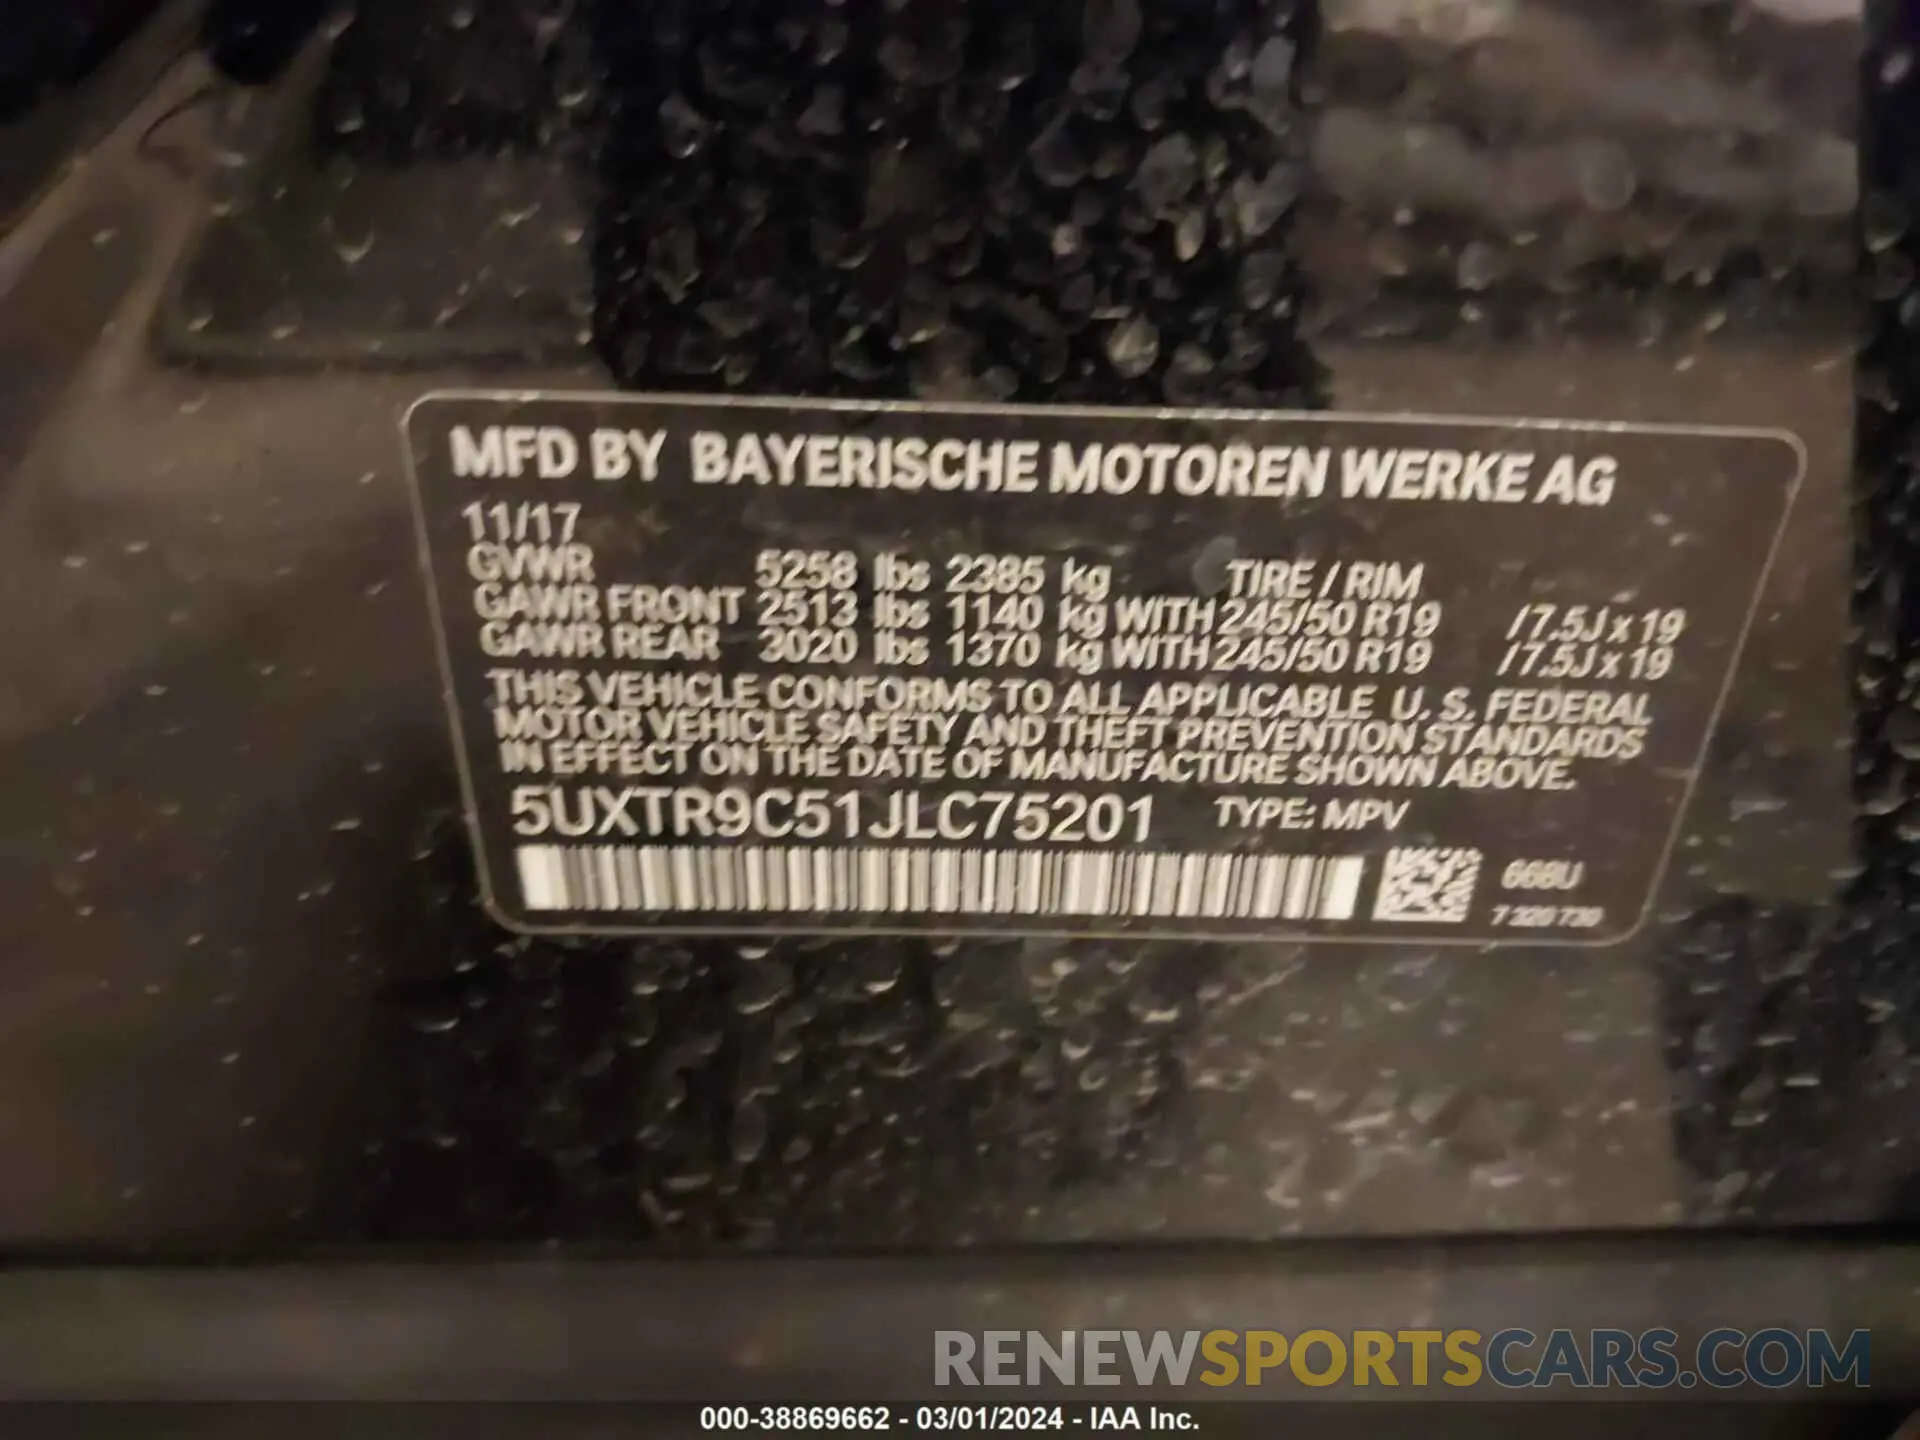 MFD BY BAYERISCHE MOTOREN WERKE AG
11/17
GVWR 5258 lbs 2385 kg TIRE / RIM
GAWR FRONT 2513 lbs 1140 kg WITH 245/50 R19 /7.5J x 19
GAWR REAR 3020 lbs 1370 kg WITH 245/50 R19 /7.5J x 19
THIS VEHICLE CONFORMS TO ALL APPLICABLE U. S. FEDERAL
MOTOR VEHICLE SAFETY AND THEFT PREVENTION STANDARDS
IN EFFECT ON THE DATE OF MANUFACTURE SHOWN ABOVE.
5UXTR9C51JLC75201 TYPE: MPV
668U
7 320 730
RENEWSPORTSCARS.COM
000-38869662 - 03/01/2024 - IAA Inc.